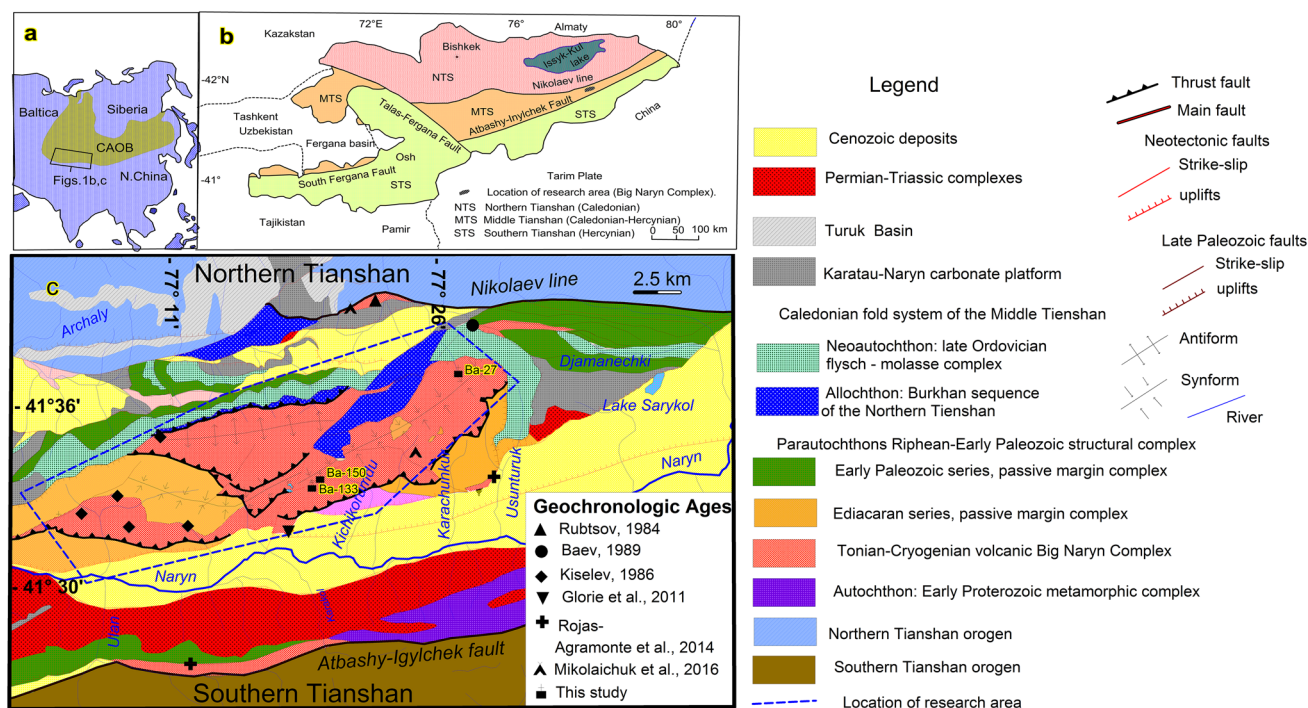 a
Baltica
Siberia
CAOB
N.China
Figs.1b,c
b
72°E
76°
80°
Kazakstan
Almaty
Bishkek
Issyk-Kul
lake
42°N
NTS
Nikolaev line
MTS
MTS
Atbashy-Inylchek Fault
Talas-Fergana Fault
STS
China
Tashkent
Uzbekistan
Fergana basin
Osh
41°
South Fergana Fault
STS
Tarim Plate
Location of research area (Big Naryn Complex).
NTS Northern Tianshan (Caledonian)
MTS Middle Tianshan (Caledonian-Hercynian)
STS Southern Tianshan (Hercynian)
Tajikistan
Pamir
0 50 100 km
c
77° 11'
Northern Tianshan
77° 26'
Nikolaev line
2.5 km
Archaly
Djamanechki
Ba-27
41°36'
Lake Sarykol
Ba-150
Ba-133
Kichikoramdu
Karachunkur
Usunturuk
Naryn
41° 30'
Naryn
Utan
Atbashy-Igylchek fault
Southern Tianshan
Geochronologic Ages
Rubtsov, 1984
Baev, 1989
Kiselev, 1986
Glorie et al., 2011
Rojas-
Agramonte et al., 2014
Mikolaichuk et al., 2016
This study
Legend
Cenozoic deposits
Permian-Triassic complexes
Turuk Basin
Karatau-Naryn carbonate platform
Caledonian fold system of the Middle Tienshan
Neoautochthon: late Ordovician
flysch - molasse complex
Allochthon: Burkhan sequence
of the Northern Tienshan
Parautochthons Riphean-Early Paleozoic structural complex
Early Paleozoic series, passive margin complex
Ediacaran series, passive margin complex
Tonian-Cryogenian volcanic Big Naryn Complex
Autochthon: Early Proterozoic metamorphic complex
Northern Tianshan orogen
Southern Tianshan orogen
Location of research area
Thrust fault
Main fault
Neotectonic faults
Strike-slip
uplifts
Late Paleozoic faults
Strike-slip
uplifts
Antiform
Synform
River